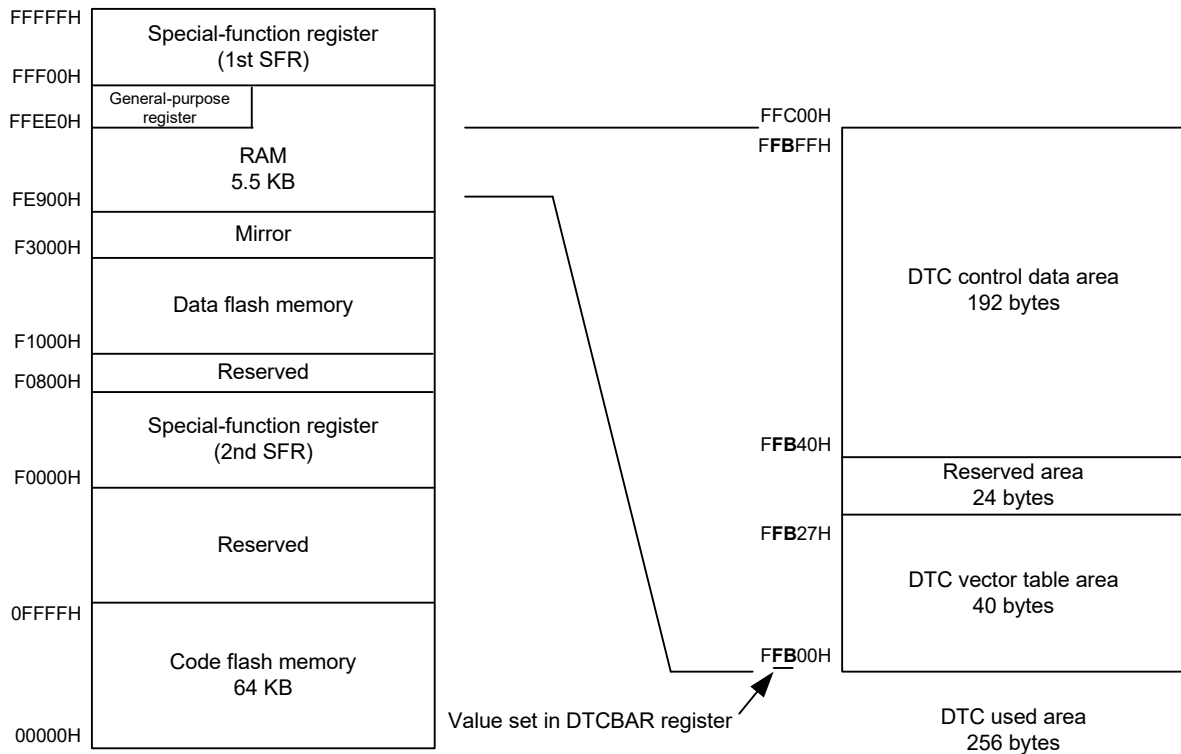 FFFFFH
Special-function register
(1st SFR)
FFF00H
General-purpose
register
FFEE0H
RAM
5.5 KB
FE900H
Mirror
F3000H
Data flash memory
F1000H
Reserved
F0800H
Special-function register
(2nd SFR)
F0000H
Reserved
0FFFFH
Code flash memory
64 KB
00000H
FFC00H
FFBFFH
DTC control data area
192 bytes
FFB40H
Reserved area
24 bytes
FFB27H
DTC vector table area
40 bytes
FFB00H
Value set in DTCBAR register
DTC used area
256 bytes